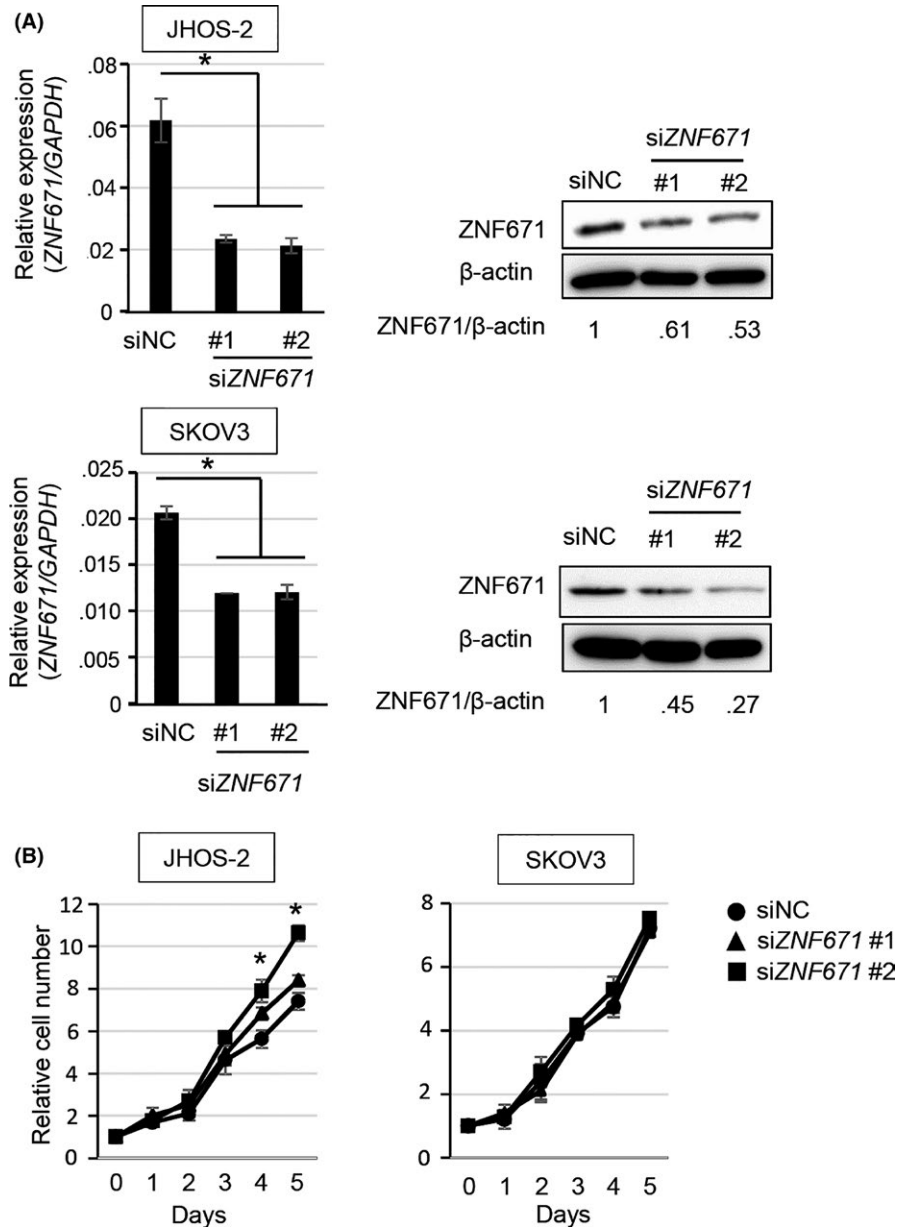 (A)
JHOS-2
Relative expression
(ZNF671/GAPDH)
.08
.06
.04
.02
0
*
siNC
#1
#2
siZNF671
siZNF671
siNC
#1
#2
ZNF671
β-actin
ZNF671/β-actin
1
.61
.53
SKOV3
Relative expression
(ZNF671/GAPDH)
.025
.020
.015
.010
.005
0
*
siNC
#1
#2
siZNF671
siZNF671
siNC
#1
#2
ZNF671
β-actin
ZNF671/β-actin
1
.45
.27
(B)
JHOS-2
Relative cell number
12
10
8
6
4
2
0
*
*
0 1 2 3 4 5
Days
SKOV3
8
6
4
2
0
0 1 2 3 4 5
Days
siNC
siZNF671 #1
siZNF671 #2